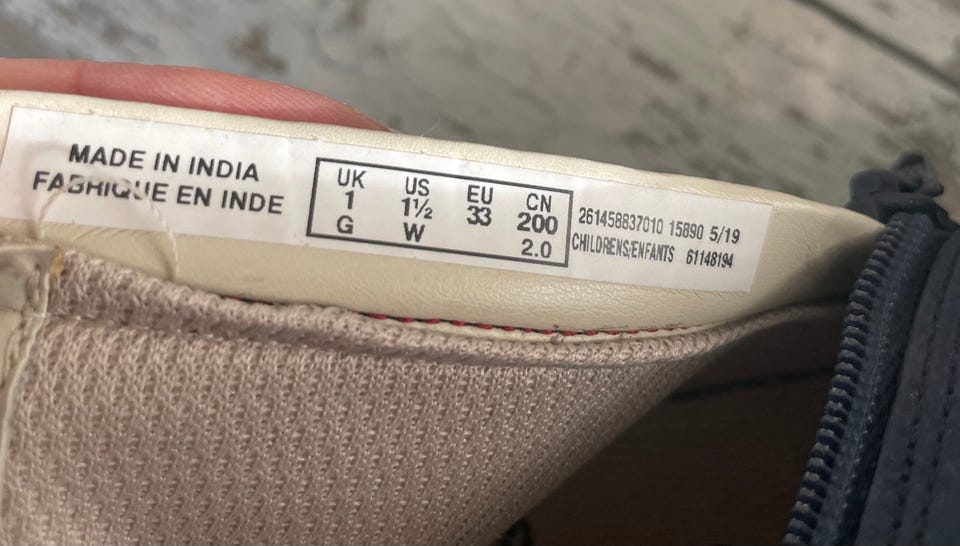 MADE IN INDIA
FABRIQUE EN INDE
UK US EU CN
1 1½ 33 200
G W 2.0
261458837010 15890 5/19
CHILDRENS/ENFANTS 61148194